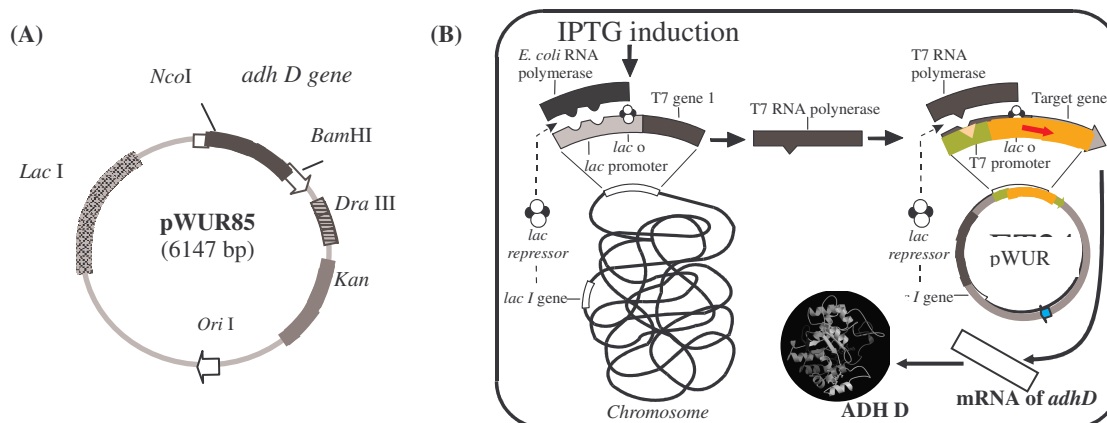 (A)
NcoI
adh D gene
BamHI
Lac I
Dra III
pWUR85
(6147 bp)
Kan
Ori I
(B)
IPTG induction
E. coli RNA
polymerase
T7 gene 1
lac o
lac promoter
T7 RNA polynerase
T7 RNA
polymerase
Target gene
lac o
T7 promoter
lac
repressor
lac I gene
lac
repressor
I gene
pWUR
Chromosome
ADH D
mRNA of adhD